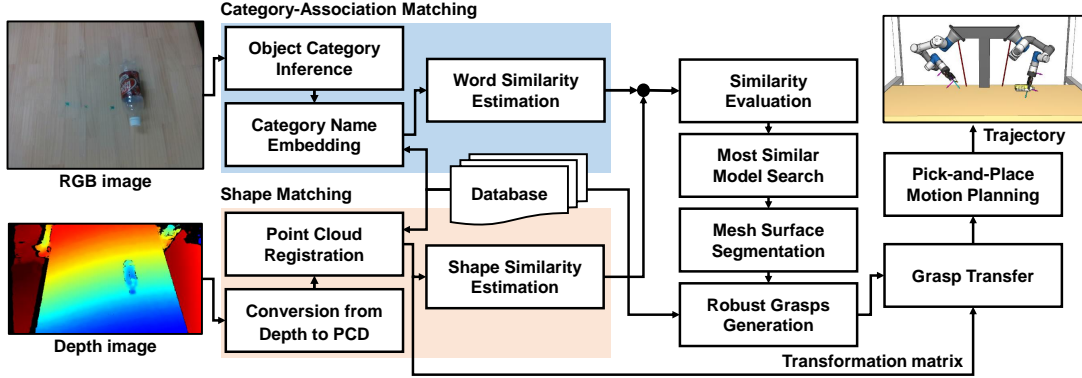 Category-Association Matching
Object Category
Inference
Category Name
Embedding
Word Similarity
Estimation
RGB image
Database
Shape Matching
Point Cloud
Registration
Conversion from
Depth to PCD
Shape Similarity
Estimation
Depth image
Similarity
Evaluation
Most Similar
Model Search
Mesh Surface
Segmentation
Robust Grasps
Generation
Trajectory
Pick-and-Place
Motion Planning
Grasp Transfer
Transformation matrix